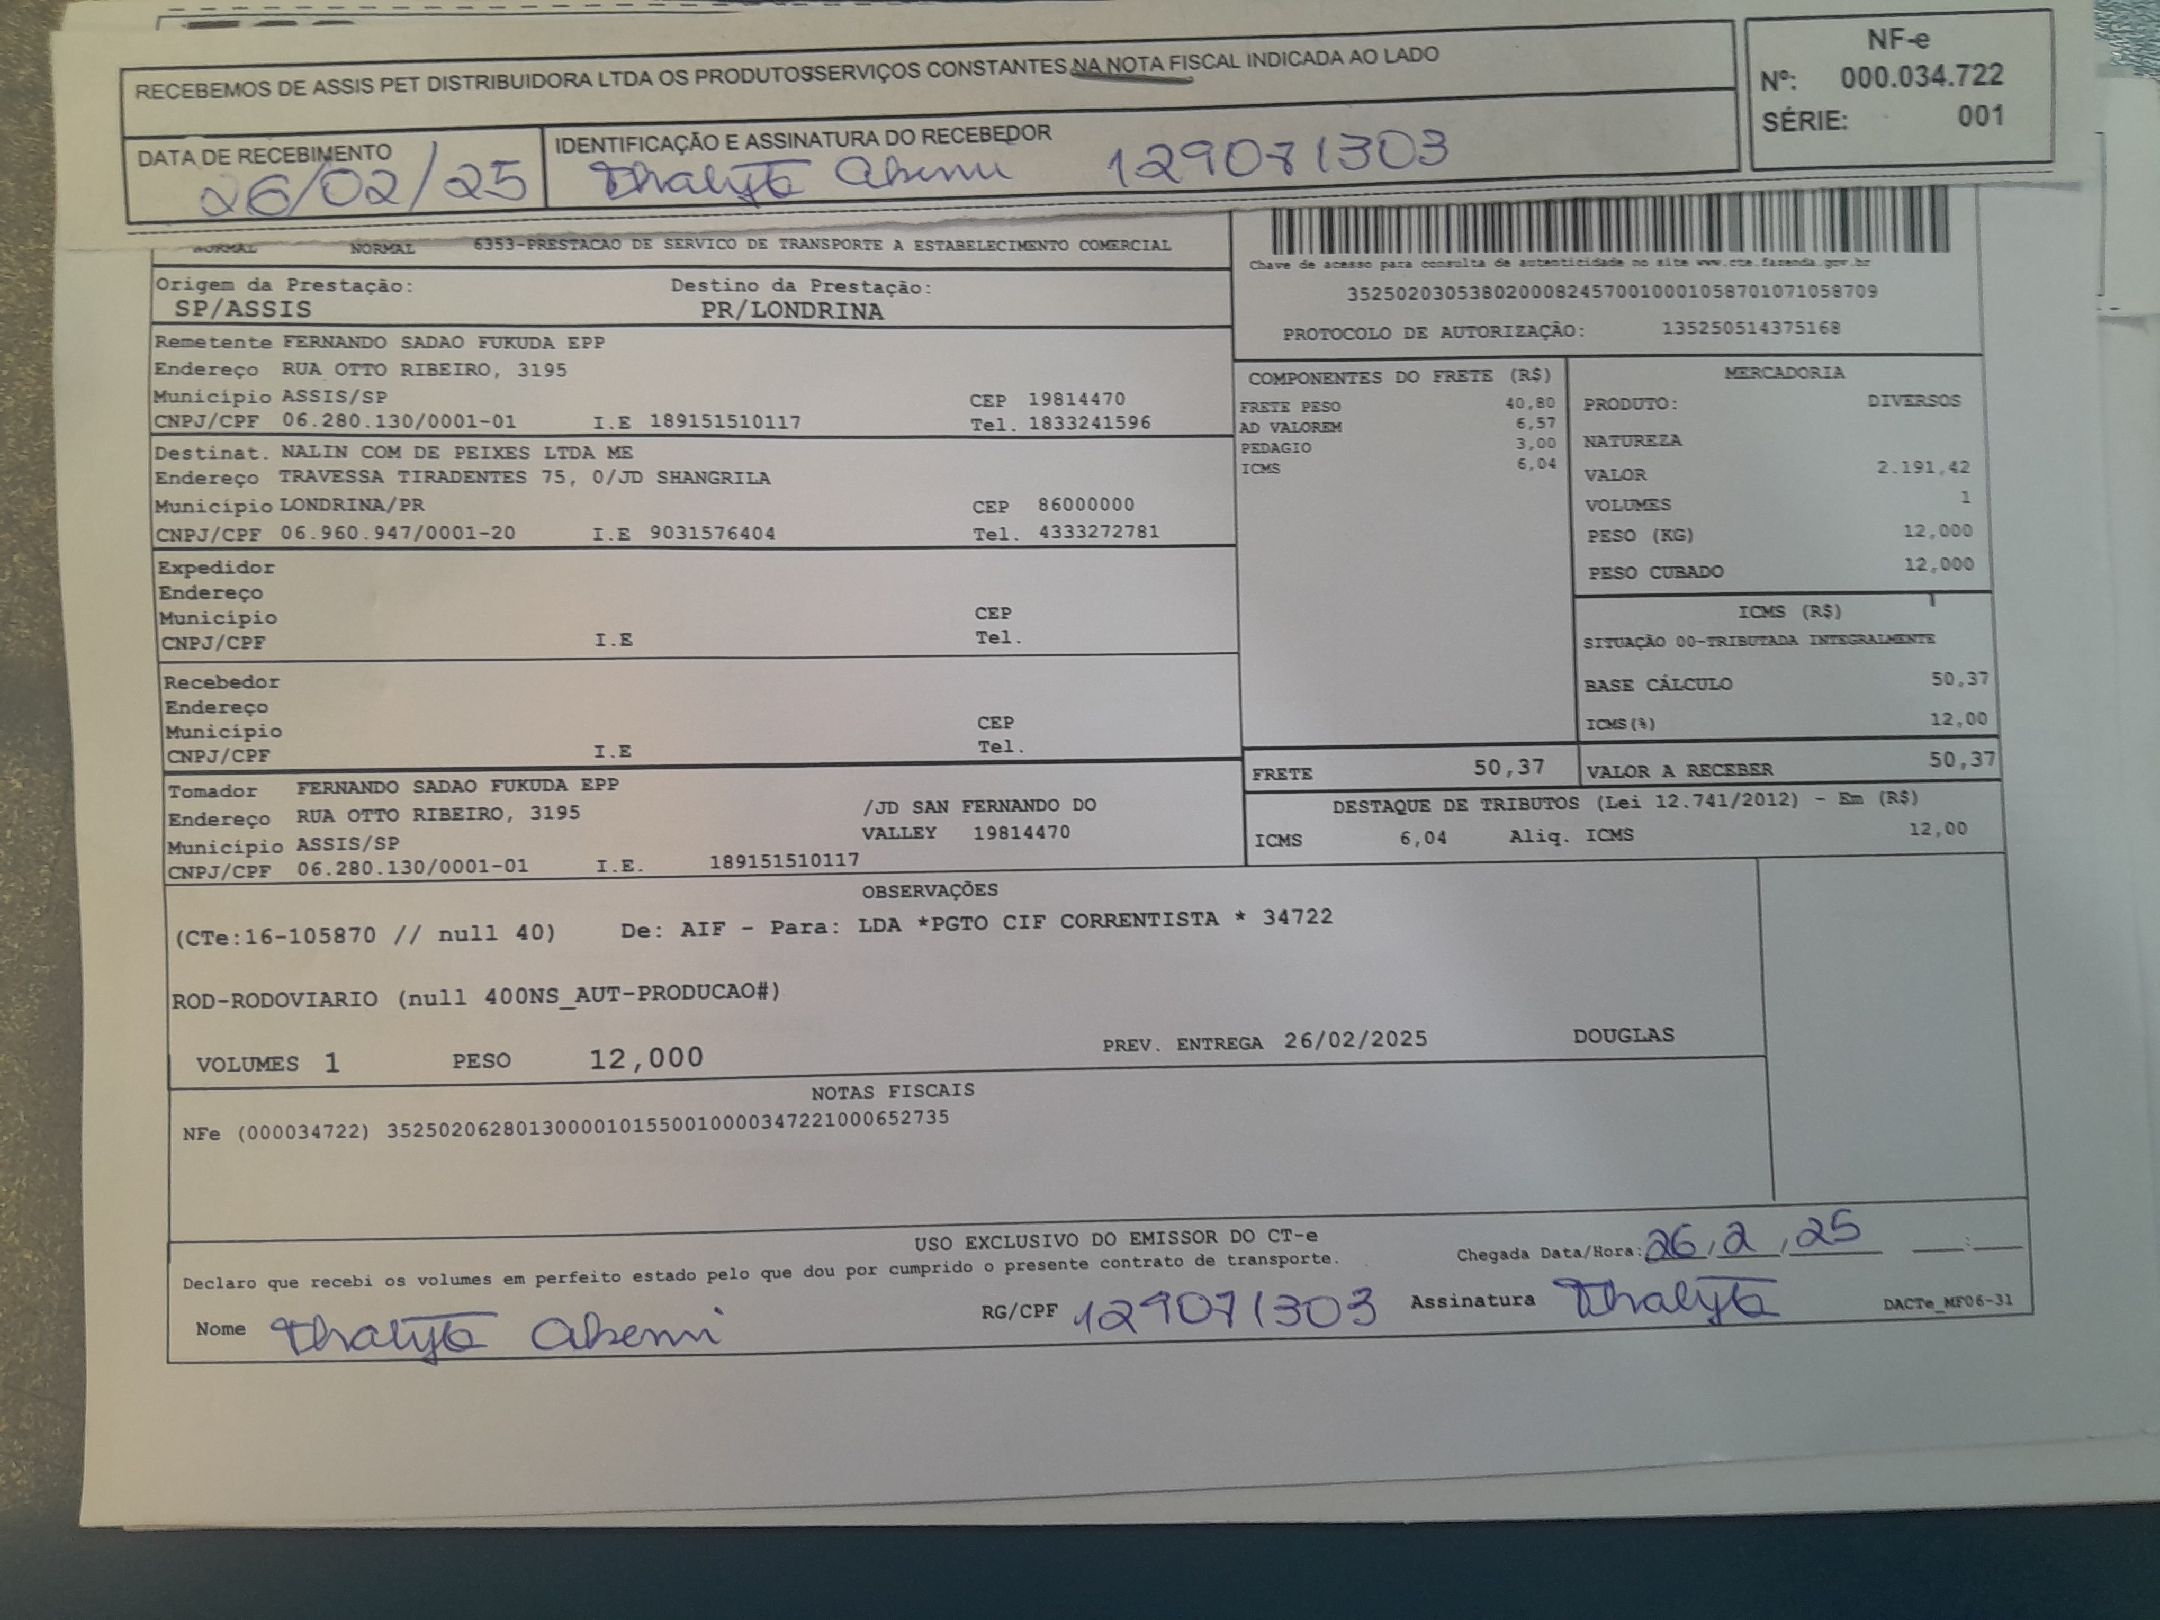 RECEBEMOS DE ASSIS PET DISTRIBUIDORA LTDA OS PRODUTOSSERVIÇOS CONSTANTES NA NOTA FISCAL INDICADA AO LADO
NF-e
Nº: 000.034.722
SÉRIE: 001
DATA DE RECEBIMENTO
26/02/25
IDENTIFICAÇÃO E ASSINATURA DO RECEBEDOR
Thalyta Akemi 129071303
NORMAL NORMAL 6353-PRESTACAO DE SERVICO DE TRANSPORTE A ESTABELECIMENTO COMERCIAL
Chave de acesso para consulta de autenticidade no site www.cte.fazenda.gov.br
35250203053802000824570010001058701071058709
PROTOCOLO DE AUTORIZAÇÃO: 135250514375168
Origem da Prestação: Destino da Prestação:
SP/ASSIS PR/LONDRINA
Remetente FERNANDO SADAO FUKUDA EPP
Endereço RUA OTTO RIBEIRO, 3195
Município ASSIS/SP CEP 19814470
CNPJ/CPF 06.280.130/0001-01 I.E 189151510117 Tel. 1833241596
Destinat. NALIN COM DE PEIXES LTDA ME
Endereço TRAVESSA TIRADENTES 75, 0/JD SHANGRILA
Município LONDRINA/PR CEP 86000000
CNPJ/CPF 06.960.947/0001-20 I.E 9031576404 Tel. 4333272781
Expedidor
Endereço
Município CEP
CNPJ/CPF I.E Tel.
Recebedor
Endereço
Município CEP
CNPJ/CPF I.E Tel.
Tomador FERNANDO SADAO FUKUDA EPP
Endereço RUA OTTO RIBEIRO, 3195 /JD SAN FERNANDO DO
Município ASSIS/SP VALLEY 19814470
CNPJ/CPF 06.280.130/0001-01 I.E. 189151510117
COMPONENTES DO FRETE (R$)
FRETE PESO 40,80
AD VALOREM 6,57
PEDAGIO 3,00
ICMS 6,04
MERCADORIA
PRODUTO: DIVERSOS
NATUREZA
VALOR 2.191,42
VOLUMES 1
PESO (KG) 12,000
PESO CUBADO 12,000
ICMS (R$)
SITUAÇÃO 00-TRIBUTADA INTEGRALMENTE
BASE CÁLCULO 50,37
ICMS(%) 12,00
FRETE 50,37 VALOR A RECEBER 50,37
DESTAQUE DE TRIBUTOS (Lei 12.741/2012) - Em (R$)
ICMS 6,04 Aliq. ICMS 12,00
OBSERVAÇÕES
(CTe:16-105870 // null 40) De: AIF - Para: LDA *PGTO CIF CORRENTISTA * 34722
ROD-RODOVIARIO (null 400NS_AUT-PRODUCAO#)
VOLUMES 1 PESO 12,000 PREV. ENTREGA 26/02/2025 DOUGLAS
NOTAS FISCAIS
NFe (000034722) 35250206280130000101550010000347221000652735
USO EXCLUSIVO DO EMISSOR DO CT-e
Declaro que recebi os volumes em perfeito estado pelo que dou por cumprido o presente contrato de transporte.
Chegada Data/Hora: 26,2,25 __:__
Nome Thalyta Akemi RG/CPF 129071303 Assinatura Thalyta DACTe_MF06-31